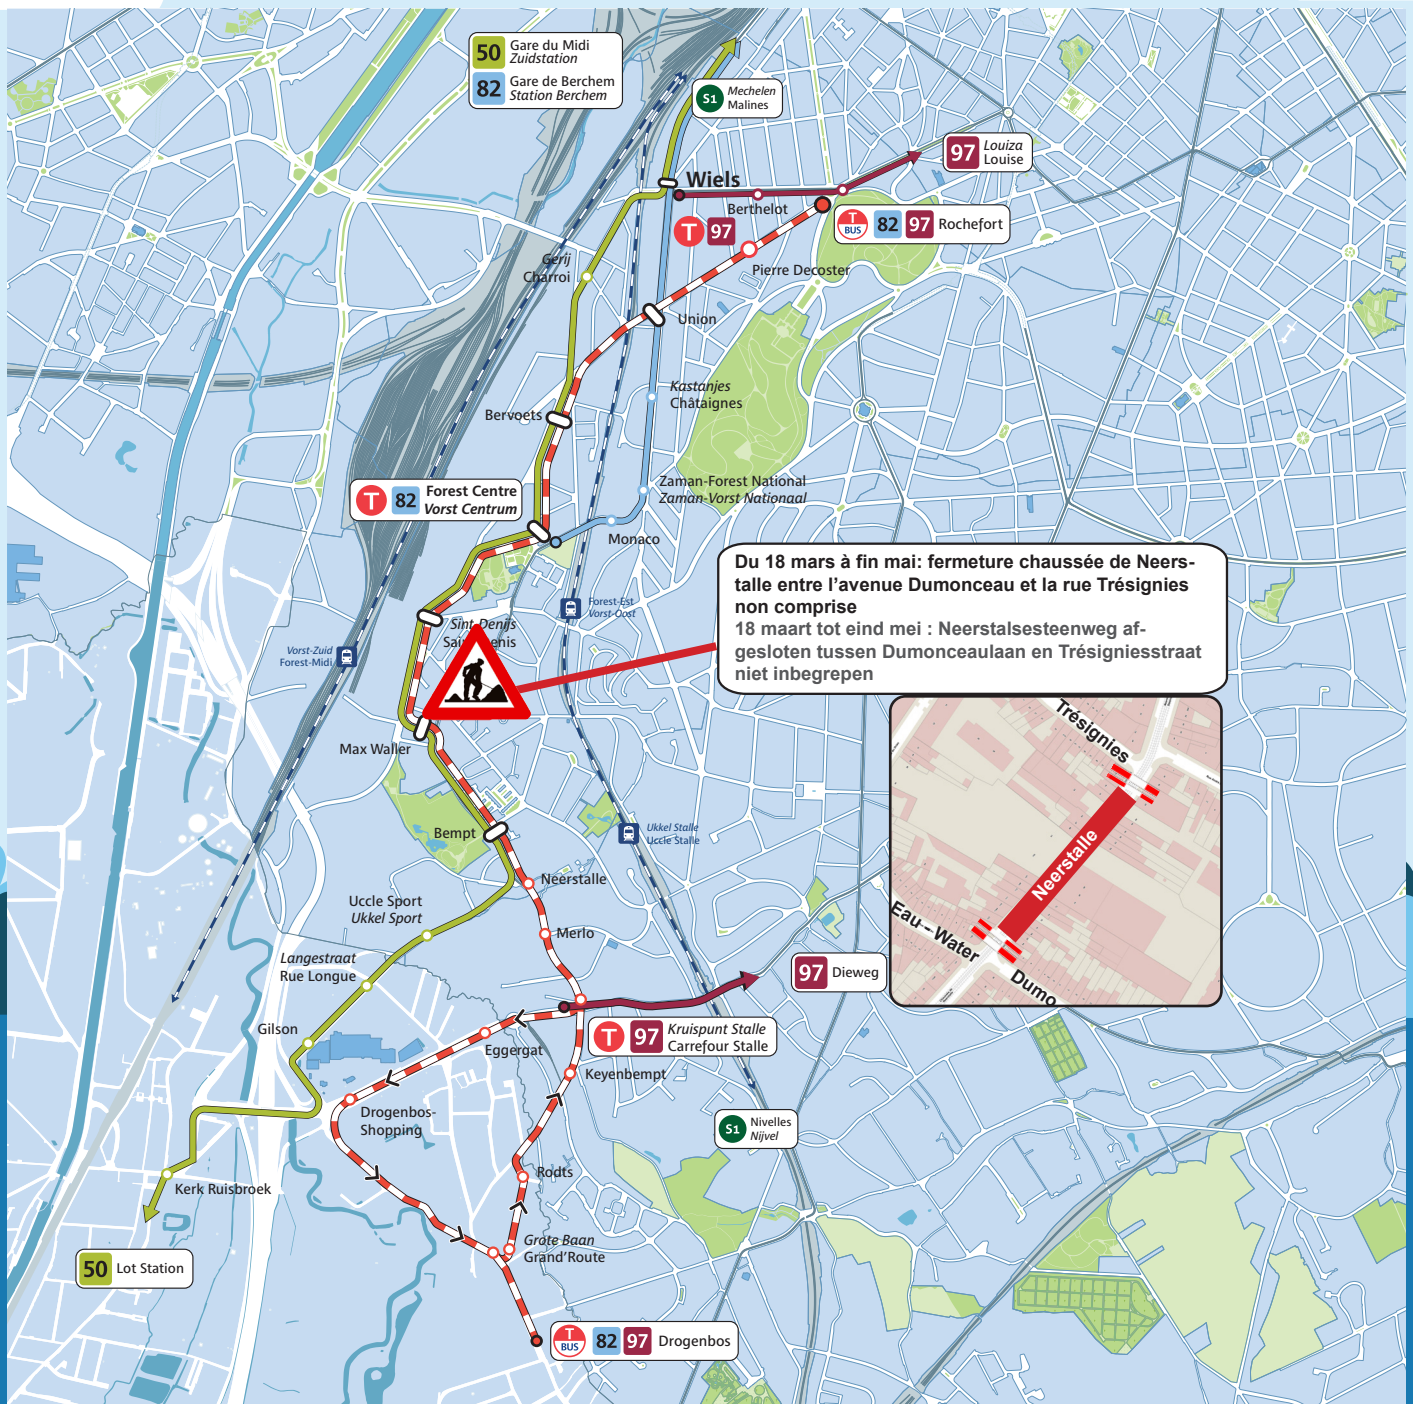 50 Gare du Midi
Zuidstation
82 Gare de Berchem
Station Berchem
S1 Mechelen
Malines
97 Louiza
Louise
Wiels
Berthelot
T 97
T BUS 82 97 Rochefort
Gerij
Charroi
Pierre Decoster
Union
Kastanjes
Châtaignes
Bervoets
Zaman-Forest National
Zaman-Vorst Nationaal
T 82 Forest Centre
Vorst Centrum
Monaco
Du 18 mars à fin mai: fermeture chaussée de Neers-
talle entre l'avenue Dumonceau et la rue Trésignies
non comprise
18 maart tot eind mei : Neerstalsesteenweg af-
gesloten tussen Dumonceaulaan en Trésigniesstraat
niet inbegrepen
Forest-Est
Vorst-Oost
Sint-Denijs
Vorst-Zuid
Forest-Midi
Max Waller
Trésignies
Neerstalle
Eau - Water
Dumo
Bempt
Ukkel Stalle
Uccle Stalle
Neerstalle
Uccle Sport
Ukkel Sport
Merlo
Langestraat
Rue Longue
97 Dieweg
Gilson
T 97 Kruispunt Stalle
Carrefour Stalle
Eggergat
Keyenbempt
Drogenbos-
Shopping
S1 Nivelles
Nijvel
Rodts
Kerk Ruisbroek
Grote Baan
Grand'Route
50 Lot Station
T BUS 82 97 Drogenbos